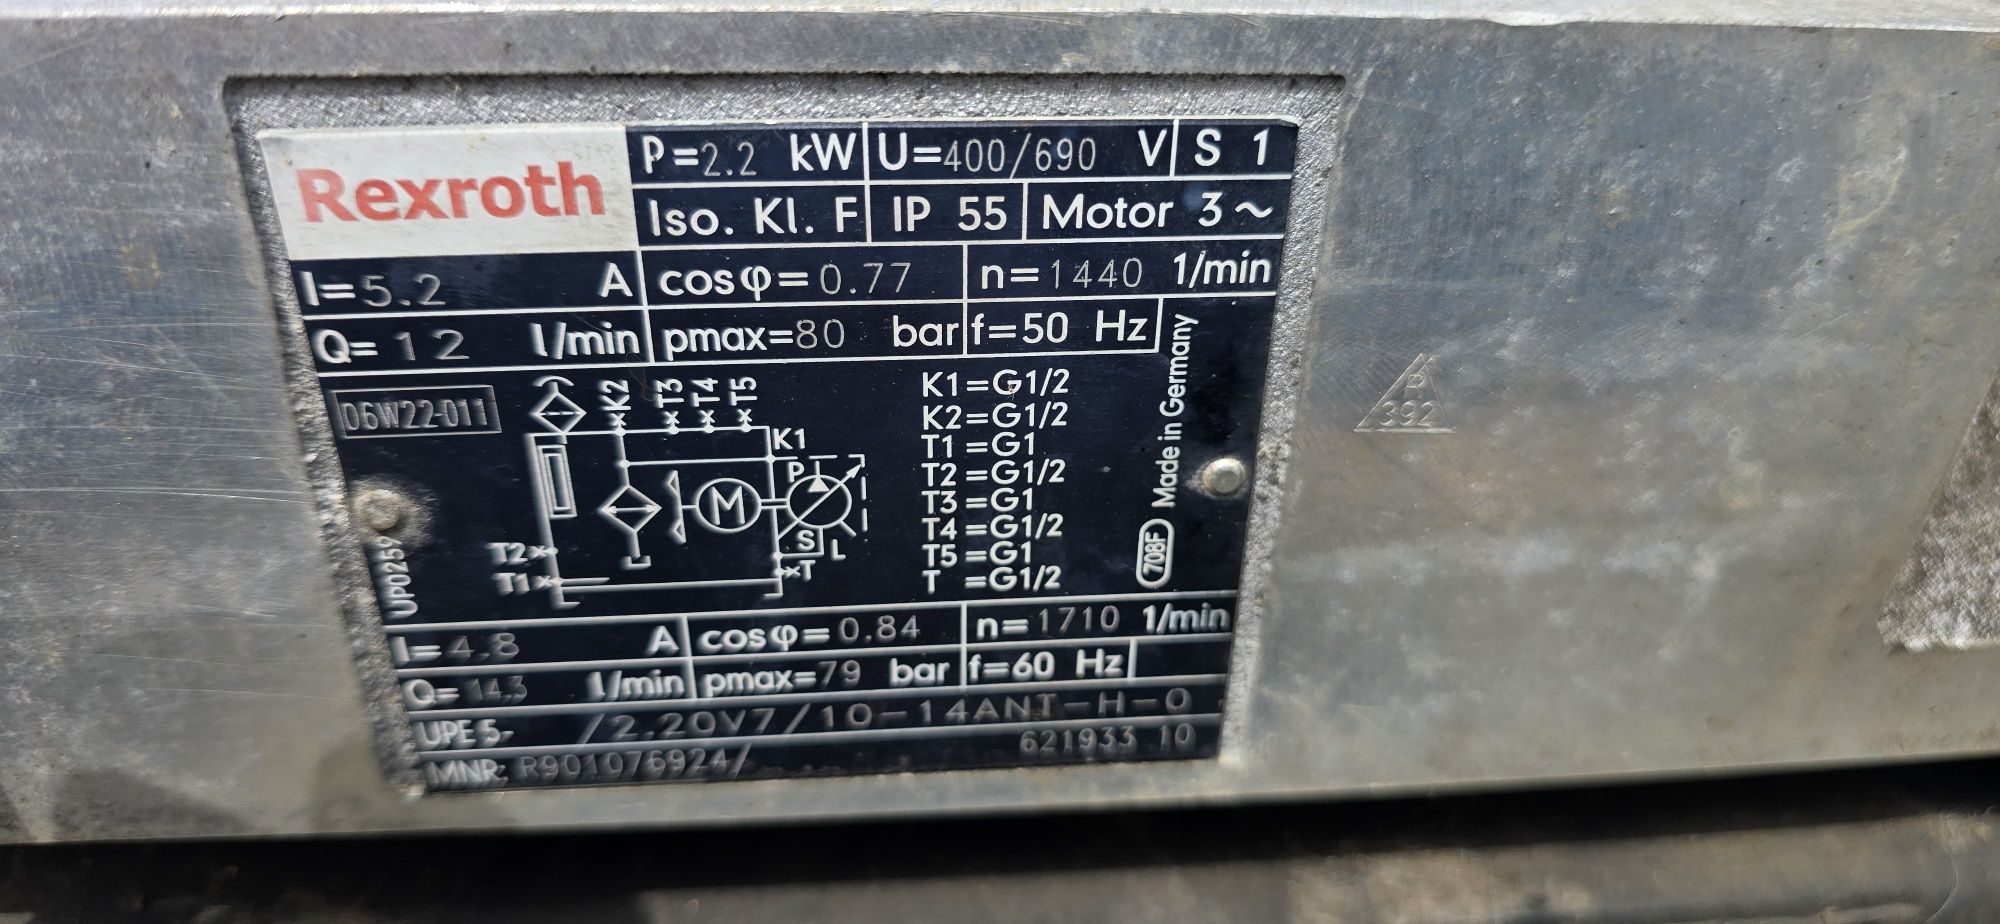 Rexroth
P=2.2 kW U=400/690 V S 1
Iso. Kl. F IP 55 Motor 3~
I=5.2 A cosφ=0.77 n=1440 1/min
Q=12 l/min pmax=80 bar f=50 Hz
06W22-011
K2
T3
T4
T5
K1
P
M
S
L
T2
T1
T
K1=G1/2
K2=G1/2
T1=G1
T2=G1/2
T3=G1
T4=G1/2
T5=G1
T =G1/2
Made in Germany
708F
UP0259
P
392
I=4.8 A cosφ=0.84 n=1710 1/min
Q=14.3 l/min pmax=79 bar f=60 Hz
UPE 5- /2.20V7/10-14ANT-H-0
MNR: R901076924/ 621933 10